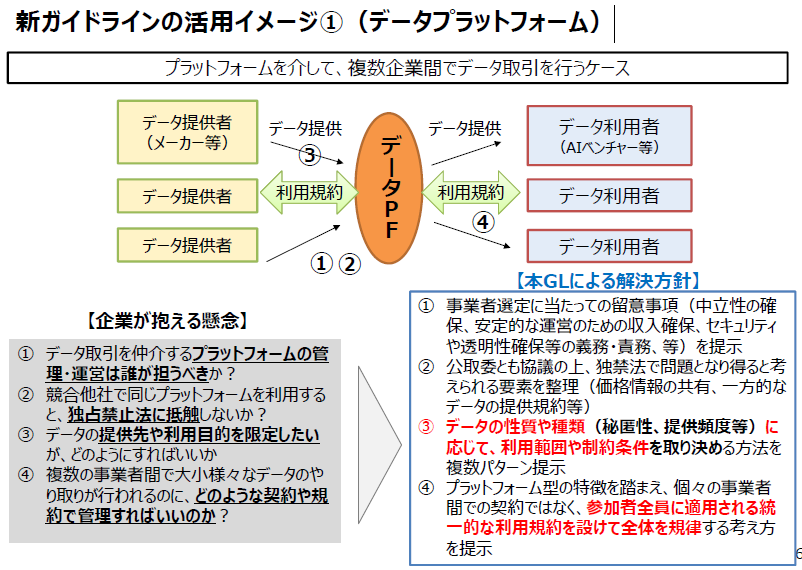 新ガイドラインの活用イメージ①（データプラットフォーム）
プラットフォームを介して、複数企業間でデータ取引を行うケース
データ提供者
（メーカー等）
データ提供者
データ提供者
データ提供
③
利用規約
① ②
データPF
データ提供
利用規約
④
データ利用者
（AIベンチャー等）
データ利用者
データ利用者
【企業が抱える懸念】
① データ取引を仲介するプラットフォームの管
理・運営は誰が担うべきか？
② 競合他社で同じプラットフォームを利用する
と、独占禁止法に抵触しないか？
③ データの提供先や利用目的を限定したい
が、どのようにすればいいか
④ 複数の事業者間で大小様々なデータのや
り取りが行われるのに、どのような契約や規
約で管理すればいいのか？
【本GLによる解決方針】
① 事業者選定に当たっての留意事項（中立性の確
保、安定的な運営のための収入確保、セキュリティ
や透明性確保等の義務・責務、等）を提示
② 公取委とも協議の上、独禁法で問題となり得ると考
えられる要素を整理（価格情報の共有、一方的な
データの提供規約等）
③ データの性質や種類（秘匿性、提供頻度等）に
応じて、利用範囲や制約条件を取り決める方法を
複数パターン提示
④ プラットフォーム型の特徴を踏まえ、個々の事業者
間での契約ではなく、参加者全員に適用される統
一的な利用規約を設けて全体を規律する考え方
を提示
6